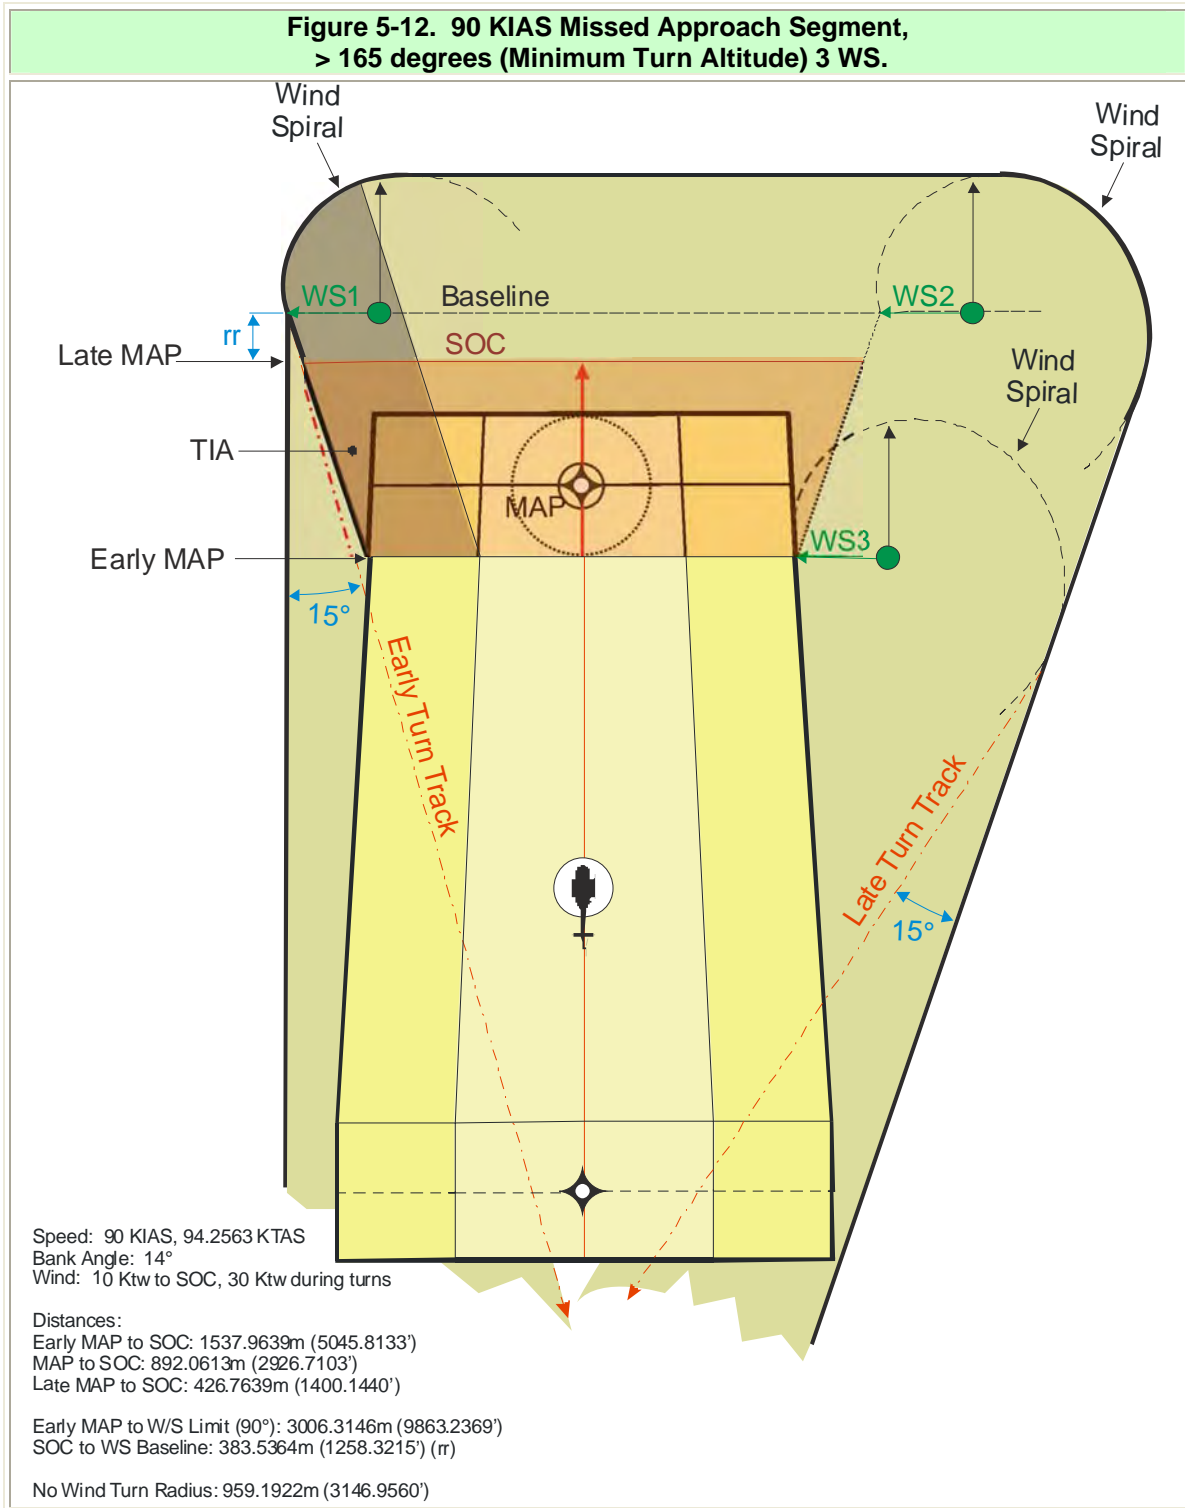 Figure 5-12. 90 KIAS Missed Approach Segment,
> 165 degrees (Minimum Turn Altitude) 3 WS.
Wind
Spiral
Wind
Spiral
WS1
Baseline
WS2
rr
SOC
Late MAP
Wind
Spiral
TIA
MAP
WS3
Early MAP
15°
Early Turn Track
Late Turn Track
15°
Speed: 90 KIAS, 94.2563 KTAS
Bank Angle: 14°
Wind: 10 Ktw to SOC, 30 Ktw during turns
Distances:
Early MAP to SOC: 1537.9639m (5045.8133’)
MAP to SOC: 892.0613m (2926.7103’)
Late MAP to SOC: 426.7639m (1400.1440’)
Early MAP to W/S Limit (90°): 3006.3146m (9863.2369’)
SOC to WS Baseline: 383.5364m (1258.3215’) (rr)
No Wind Turn Radius: 959.1922m (3146.9560’)